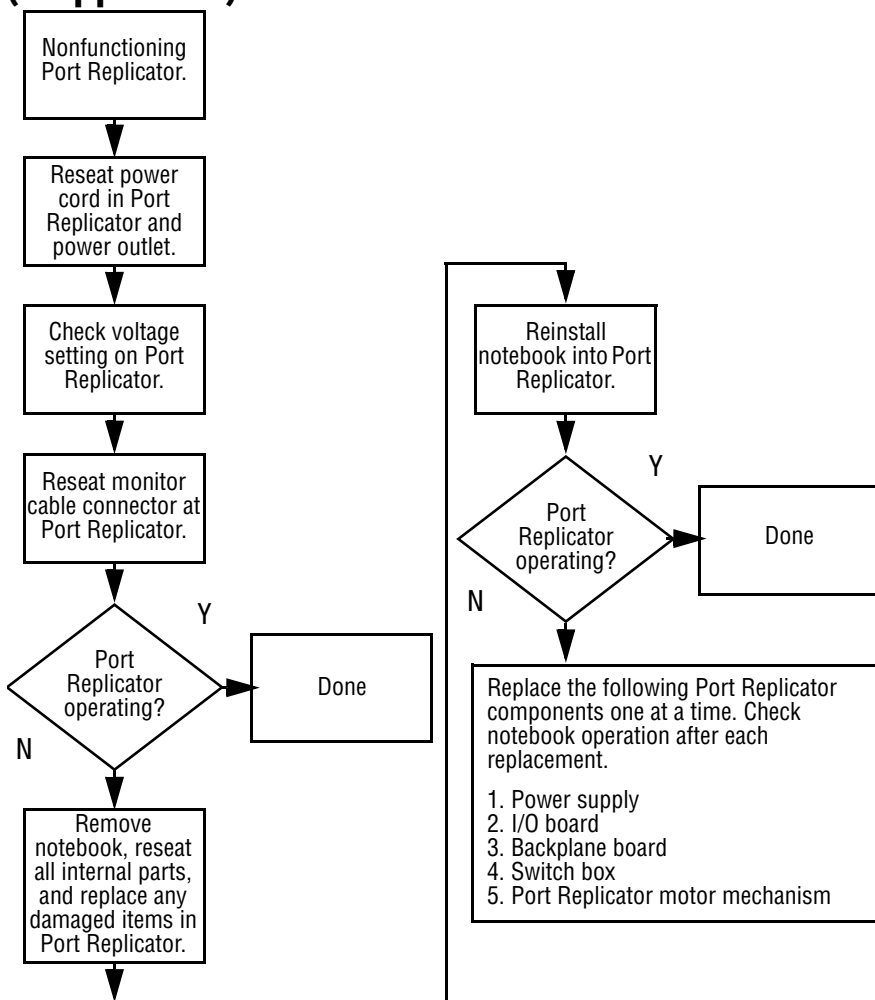 Nonfunctioning
Port Replicator.
Reseat power
cord in Port
Replicator and
power outlet.
Check voltage
setting on Port
Replicator.
Reseat monitor
cable connector at
Port Replicator.
Port
Replicator
operating?
Y
N
Done
Remove
notebook, reseat
all internal parts,
and replace any
damaged items in
Port Replicator.
Reinstall
notebook into Port
Replicator.
Port
Replicator
operating?
Y
N
Done
Replace the following Port Replicator
components one at a time. Check
notebook operation after each
replacement.
1. Power supply
2. I/O board
3. Backplane board
4. Switch box
5. Port Replicator motor mechanism